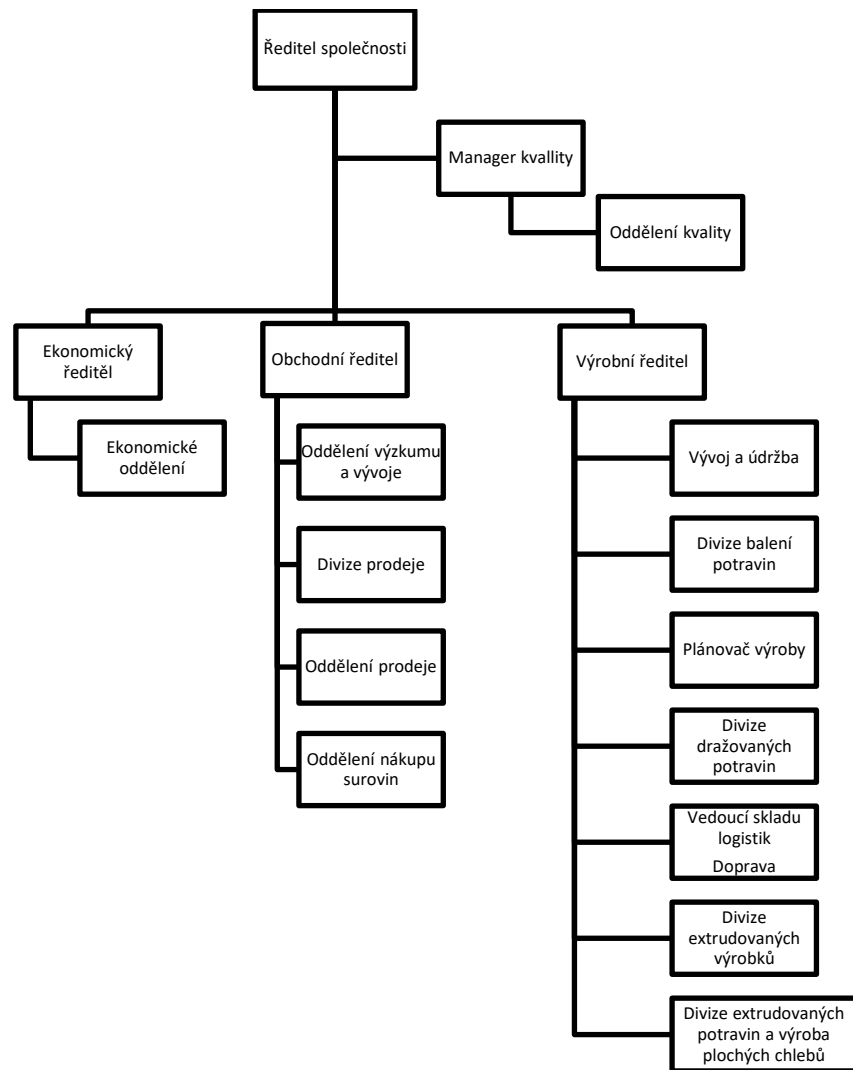 Ředitel společnosti
Manager kvallity
Oddělení kvality
Ekonomický
ředitěl
Ekonomické
oddělení
Obchodní ředitel
Oddělení výzkumu
a vývoje
Divize prodeje
Oddělení prodeje
Oddělení nákupu
surovin
Výrobní ředitel
Vývoj a údržba
Divize balení
potravin
Plánovač výroby
Divize
dražovaných
potravin
Vedoucí skladu
logistik
Doprava
Divize
extrudovaných
výrobků
Divize extrudovaných
potravin a výroba
plochých chlebů